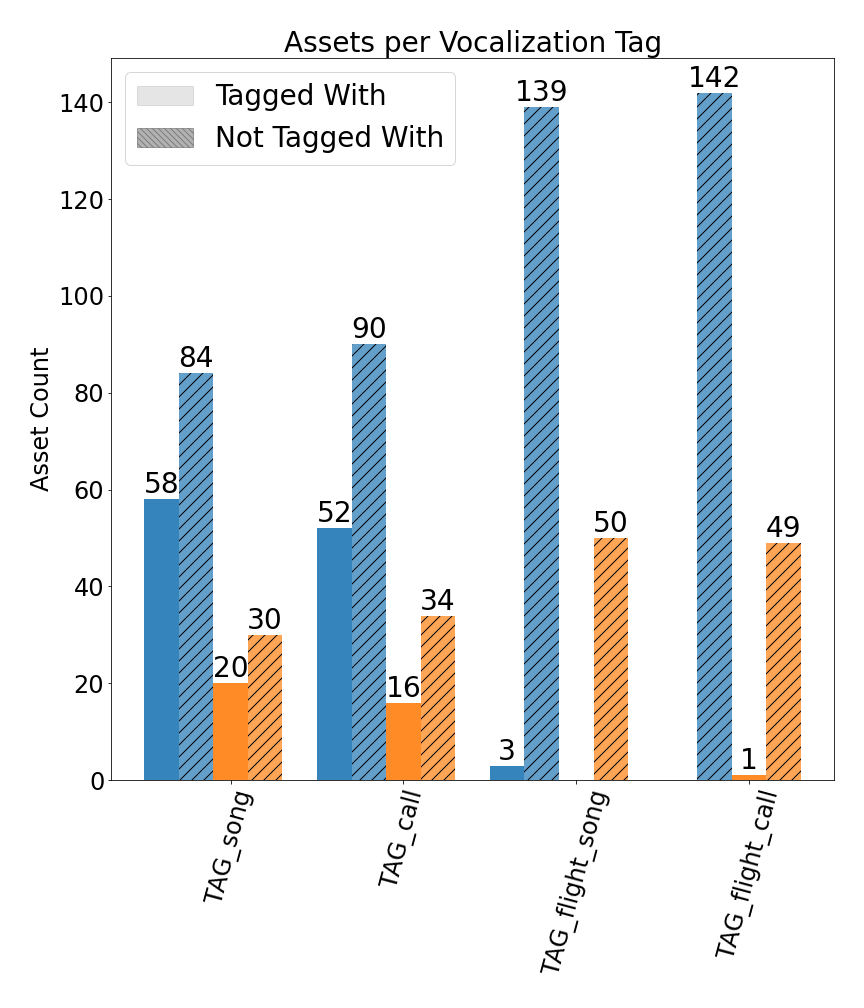 Assets per Vocalization Tag
Tagged With
Not Tagged With
Asset Count
140
120
100
80
60
40
20
0
58
84
20
30
52
90
16
34
3
139
50
142
1
49
TAG_song
TAG_call
TAG_flight_song
TAG_flight_call